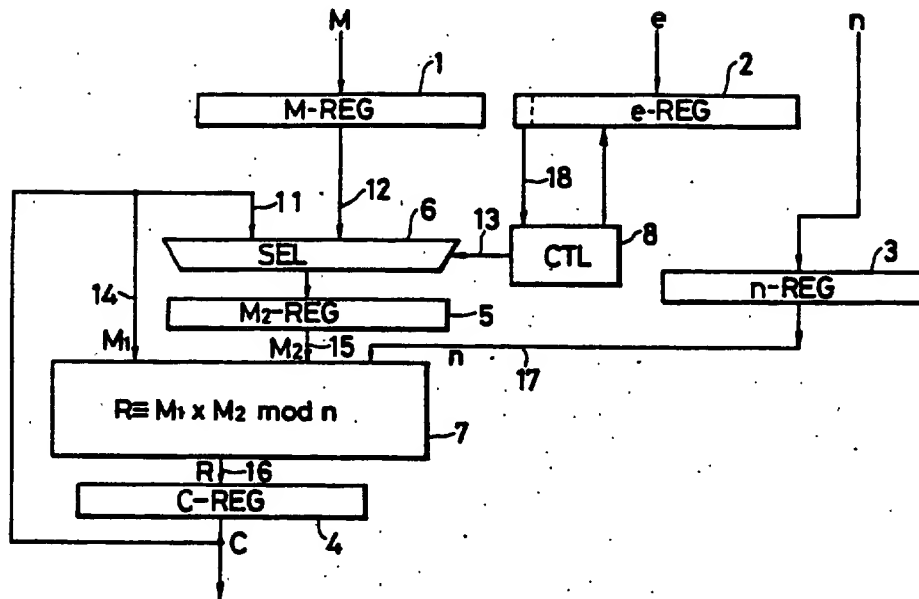 M e n
1 2
M-REG e-REG
11 12 18
6 13 8
SEL CTL
3
n-REG
14
M₂-REG 5
M₁ M₂ 15 n 17
R≡M₁ x M₂ mod n
7
R 16
C-REG
4
C